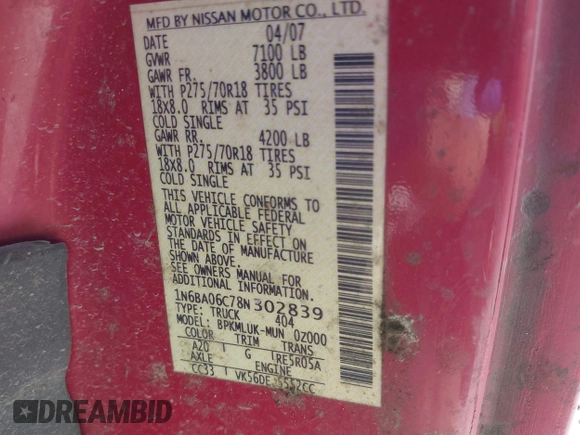 MFD BY NISSAN MOTOR CO., LTD.
DATE 04/07
GVWR 7100 LB
GAWR FR. 3800 LB
WITH P275/70R18 TIRES
18X8.0 RIMS AT 35 PSI
COLD SINGLE
GAWR RR. 4200 LB
WITH P275/70R18 TIRES
18X8.0 RIMS AT 35 PSI
COLD SINGLE
THIS VEHICLE CONFORMS TO
ALL APPLICABLE FEDERAL
MOTOR VEHICLE SAFETY
STANDARDS IN EFFECT ON
THE DATE OF MANUFACTURE
SHOWN ABOVE.
SEE OWNERS MANUAL FOR
ADDITIONAL INFORMATION.
1N6BA06C78N302839
TYPE: TRUCK 404
MODEL: BPKMLUK-MUN 0Z000
COLOR TRIM TRANS
A20 G RE5R05A
AXLE ENGINE
CC33 VK56DE 5552CC
DREAMBID